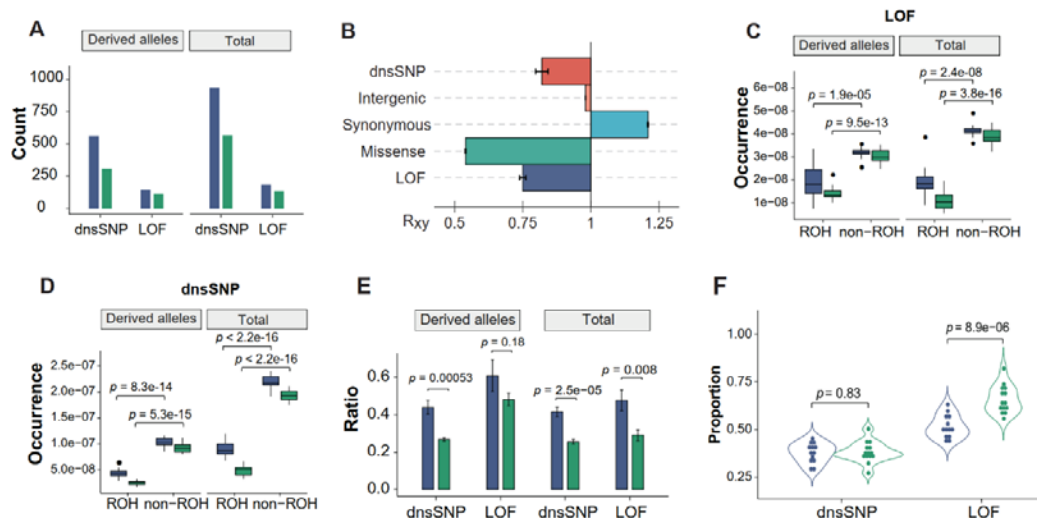 A
Derived alleles Total
Count
1000
750
500
250
0
dnsSNP LOF dnsSNP LOF
B
dnsSNP
Intergenic
Synonymous
Missense
LOF
Rxy 0.5 0.75 1 1.25
C
LOF
Derived alleles Total
Occurrence
6e-08
5e-08
4e-08
3e-08
2e-08
1e-08
p = 1.9e-05
p = 9.5e-13
p = 2.4e-08
p = 3.8e-16
ROH non-ROH ROH non-ROH
D
dnsSNP
Derived alleles Total
Occurrence
2.5e-07
2.0e-07
1.5e-07
1.0e-07
5.0e-08
p = 8.3e-14
p = 5.3e-15
p < 2.2e-16
p <2.2e-16
ROH non-ROH ROH non-ROH
E
Derived alleles Total
Ratio
0.6
0.4
0.2
0.0
p = 0.00053
p = 0.18
p = 2.5e-05
p = 0.008
dnsSNP LOF dnsSNP LOF
F
Proportion
1.00
0.75
0.50
0.25
p = 0.83
p = 8.9e-06
dnsSNP LOF